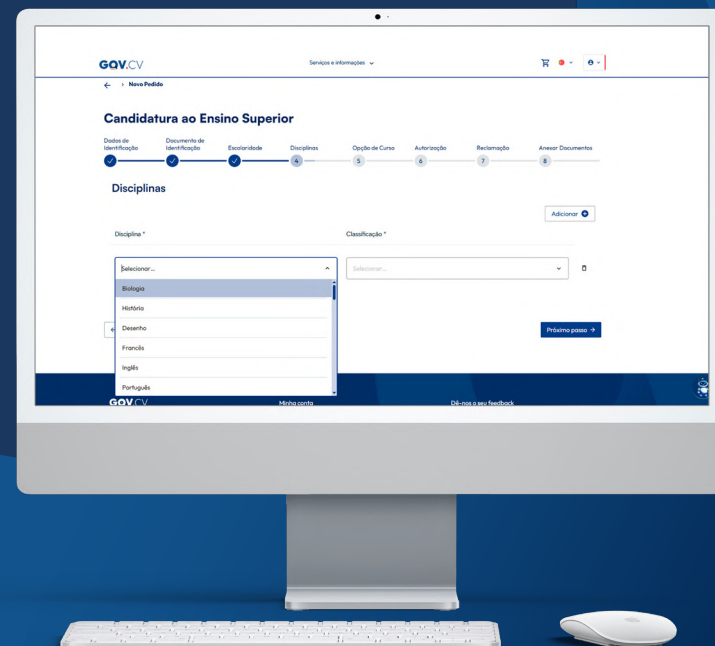 GOV.CV
Serviços e informações
Novo Pedido
Candidatura ao Ensino Superior
Dados de Identificação
Documento de Identificação
Escolaridade
Disciplinas
Opção de Curso
Autorização
Reclamação
Anexar Documentos
4
5
6
7
8
Disciplinas
Adicionar
Disciplina *
Classificação *
Selecionar...
Selecionar...
Biologia
História
Desenho
Francês
Inglês
Português
Próximo passo
GOV.CV
Minha conta
Dê-nos o seu feedback